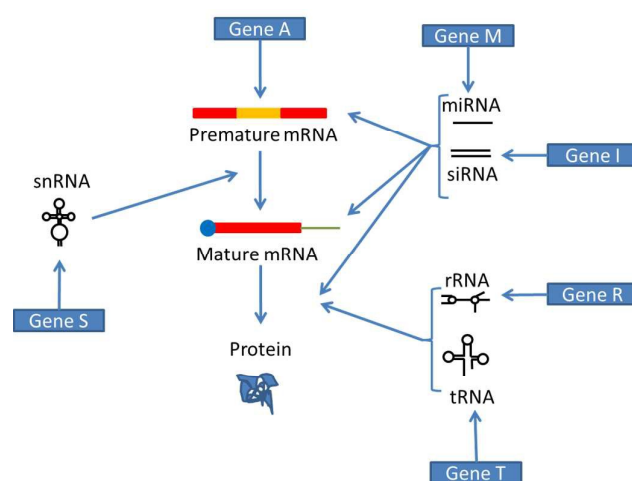 Gene A
Gene M
miRNA
Premature mRNA
siRNA
Gene I
snRNA
Mature mRNA
rRNA
Gene R
Gene S
Protein
tRNA
Gene T